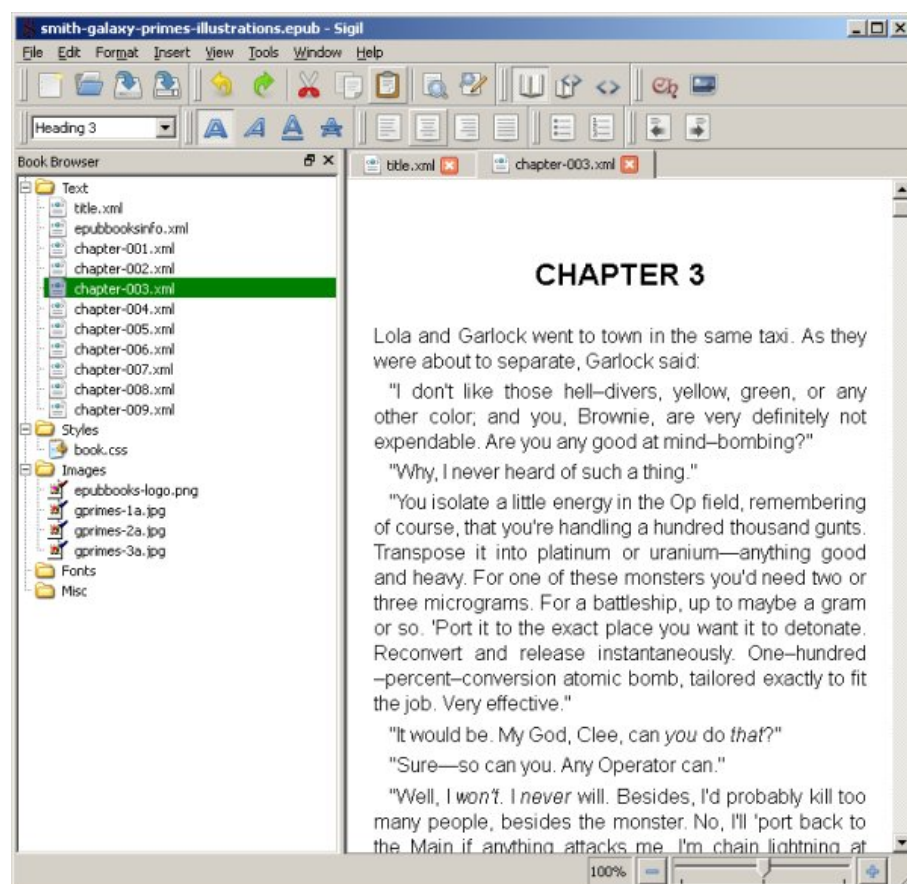 smith-galaxy-primes-illustrations.epub - Sigil
File Edit Format Insert View Tools Window Help
Heading 3
Book Browser
Text
title.xml
epubbooksinfo.xml
chapter-001.xml
chapter-002.xml
chapter-003.xml
chapter-004.xml
chapter-005.xml
chapter-006.xml
chapter-007.xml
chapter-008.xml
chapter-009.xml
Styles
book.css
Images
epubbooks-logo.png
gprimes-1a.jpg
gprimes-2a.jpg
gprimes-3a.jpg
Fonts
Misc
title.xml chapter-003.xml
CHAPTER 3
Lola and Garlock went to town in the same taxi. As they
were about to separate, Garlock said:
"I don't like those hell–divers, yellow, green, or any
other color; and you, Brownie, are very definitely not
expendable. Are you any good at mind–bombing?"
"Why, I never heard of such a thing."
"You isolate a little energy in the Op field, remembering
of course, that you're handling a hundred thousand gunts.
Transpose it into platinum or uranium—anything good
and heavy. For one of these monsters you'd need two or
three micrograms. For a battleship, up to maybe a gram
or so. 'Port it to the exact place you want it to detonate.
Reconvert and release instantaneously. One–hundred
–percent–conversion atomic bomb, tailored exactly to fit
the job. Very effective."
"It would be. My God, Clee, can you do that?"
"Sure—so can you. Any Operator can."
"Well, I won't. I never will. Besides, I'd probably kill too
many people, besides the monster. No, I'll 'port back to
the Main if anything attacks me. I'm chain lightning at
100%